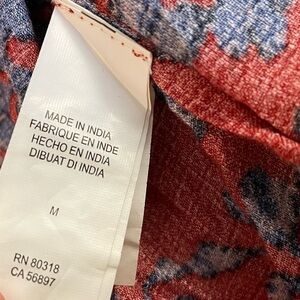 MADE IN INDIA
FABRIQUE EN INDE
HECHO EN INDIA
DIBUAT DI INDIA
M
RN 80318
CA 56897